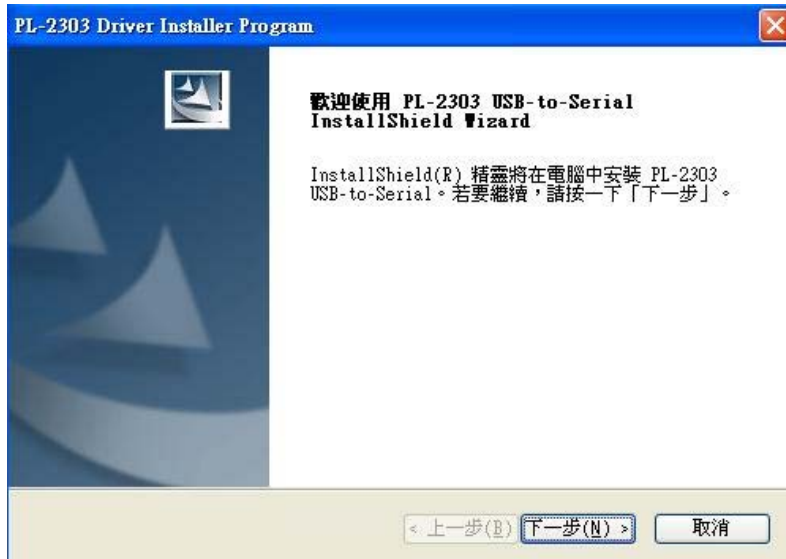 PL-2303 Driver Installer Program
歡迎使用 PL-2303 USB-to-Serial
InstallShield Wizard
InstallShield(R) 精靈將在電腦中安裝 PL-2303
USB-to-Serial。若要繼續，請按一下「下一步」。
< 上一步(B) 下一步(N) > 取消